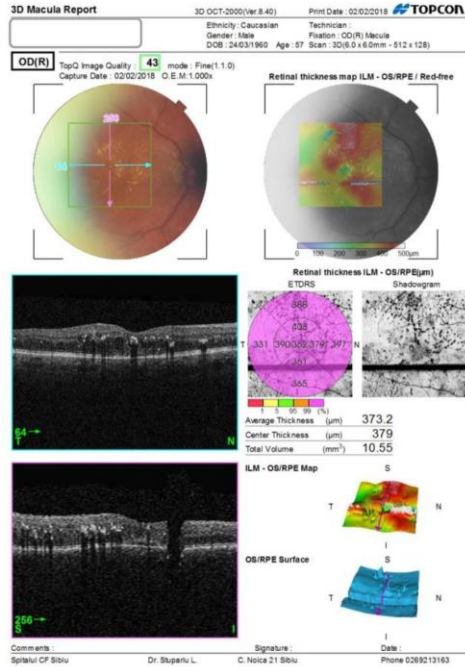 3D Macula Report 3D OCT-2000(Ver.8.40) Print Date : 02/02/2018 TOPCON
Ethnicity : Caucasian Technician :
Gender : Male Fixation : OD(R) Macula
DOB : 24/03/1960 Age : 57 Scan : 3D(6.0 x 6.0mm - 512 x 128)
OD(R) TopQ Image Quality : 43 mode : Fine(1.1.0)
Capture Date : 02/02/2018 O.E.M:1.000x
Retinal thickness map ILM - OS/RPE / Red-free
256
64
0 100 200 300 400 500μm
Retinal thickness ILM - OS/RPE(μm)
ETDRS Shadowgram
T N
1 5 95 99 (%)
Average Thickness (μm) 373.2
Center Thickness (μm) 379
Total Volume (mm³) 10.55
64
T N
ILM - OS/RPE Map S
T N
I
OS/RPE Surface S
T N
I
256
S I
Comments : Signature : Date :
Spitalul CF Sibiu Dr. Stupariu L. C. Noica 21 Sibiu Phone 0269213163